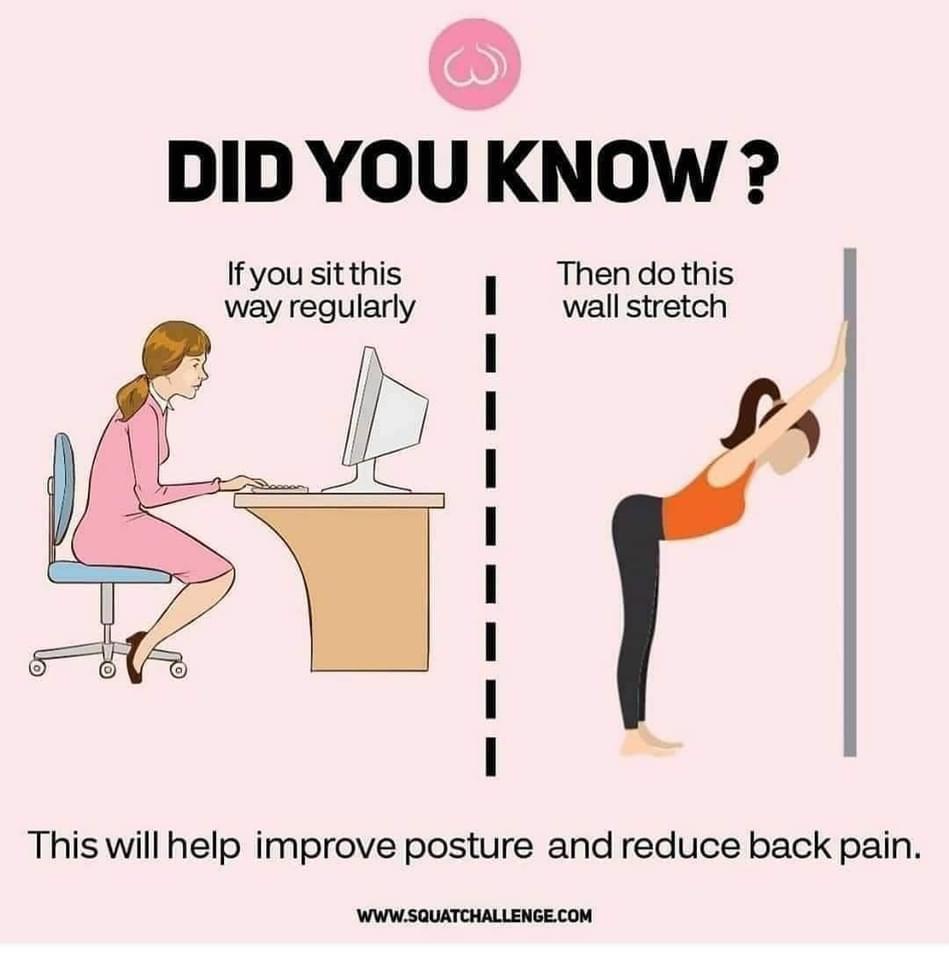 DID YOU KNOW?
If you sit this
way regularly
Then do this
wall stretch
This will help improve posture and reduce back pain.
WWW.SQUATCHALLENGE.COM